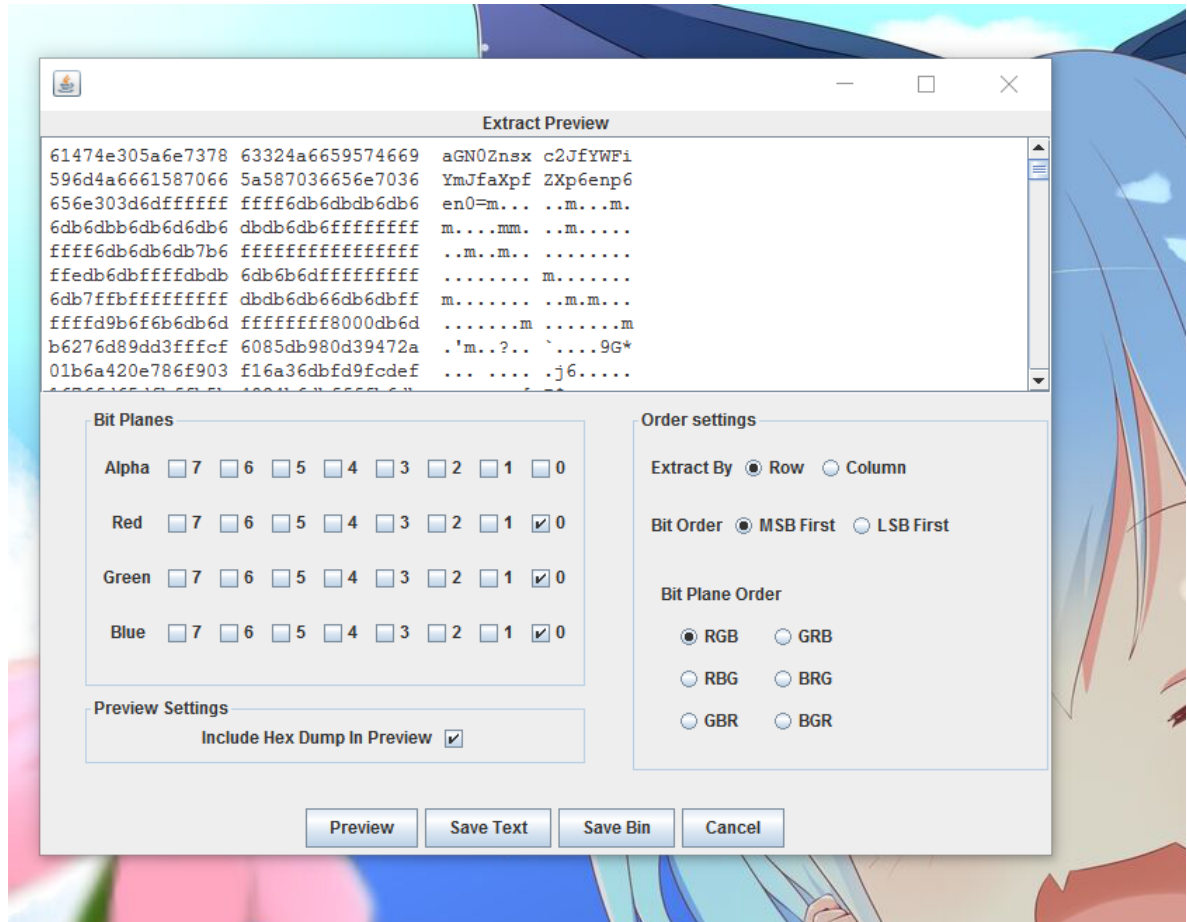 Extract Preview
61474e305a6e7378 63324a6659574669 aGN0Znsx c2JfYWFi
596d4a6661587066 5a587036656e7036 YmJfaXpf ZXp6enp6
656e303d6dffffff ffff6db6dbdb6db6 en0=m... ..m...m.
6db6dbb6db6d6db6 dbdb6db6ffffffff m....mm. ..m.....
ffff6db6db6db7b6 ffffffffffffffff ..m..m.. ........
ffedb6dbffffdbdb 6db6b6dfffffffff ........ m.......
6db7ffbfffffffff dbdb6db66db6dbff m....... ..m.m...
ffffd9b6f6b6db6d ffffffff8000db6d .......m .......m
b6276d89dd3fffcf 6085db980d39472a .'m..?.. `....9G*
01b6a420e786f903 f16a36dbfd9fcdef ... .... .j6.....
Bit Planes
Alpha 7 6 5 4 3 2 1 0
Red 7 6 5 4 3 2 1 0
Green 7 6 5 4 3 2 1 0
Blue 7 6 5 4 3 2 1 0
Preview Settings
Include Hex Dump In Preview
Order settings
Extract By Row Column
Bit Order MSB First LSB First
Bit Plane Order
RGB GRB
RBG BRG
GBR BGR
Preview Save Text Save Bin Cancel